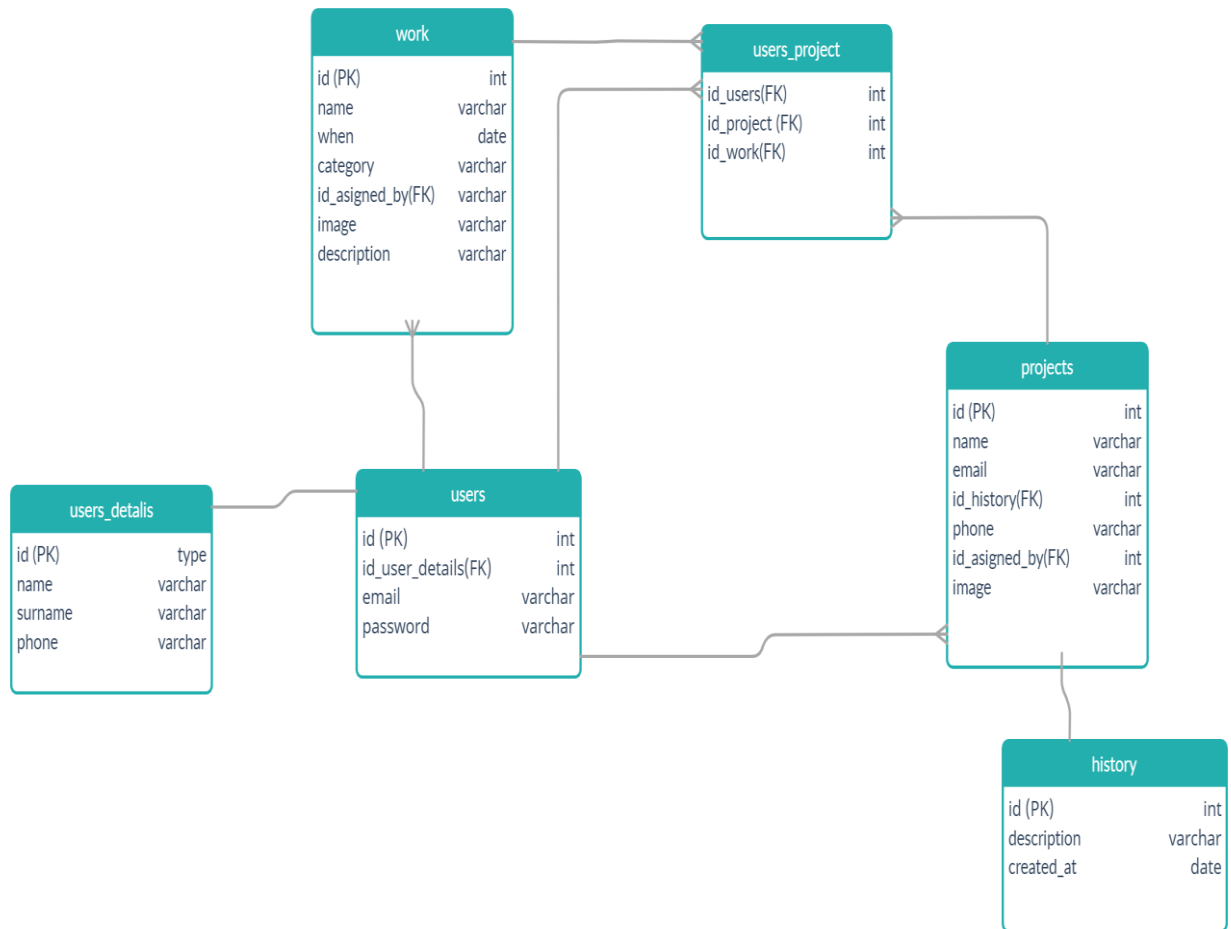 work
id (PK) int
name varchar
when date
category varchar
id_asigned_by(FK) varchar
image varchar
description varchar
users_project
id_users(FK) int
id_project (FK) int
id_work(FK) int
projects
id (PK) int
name varchar
email varchar
id_history(FK) int
phone varchar
id_asigned_by(FK) int
image varchar
users_detalis
id (PK) type
name varchar
surname varchar
phone varchar
users
id (PK) int
id_user_details(FK) int
email varchar
password varchar
history
id (PK) int
description varchar
created_at date